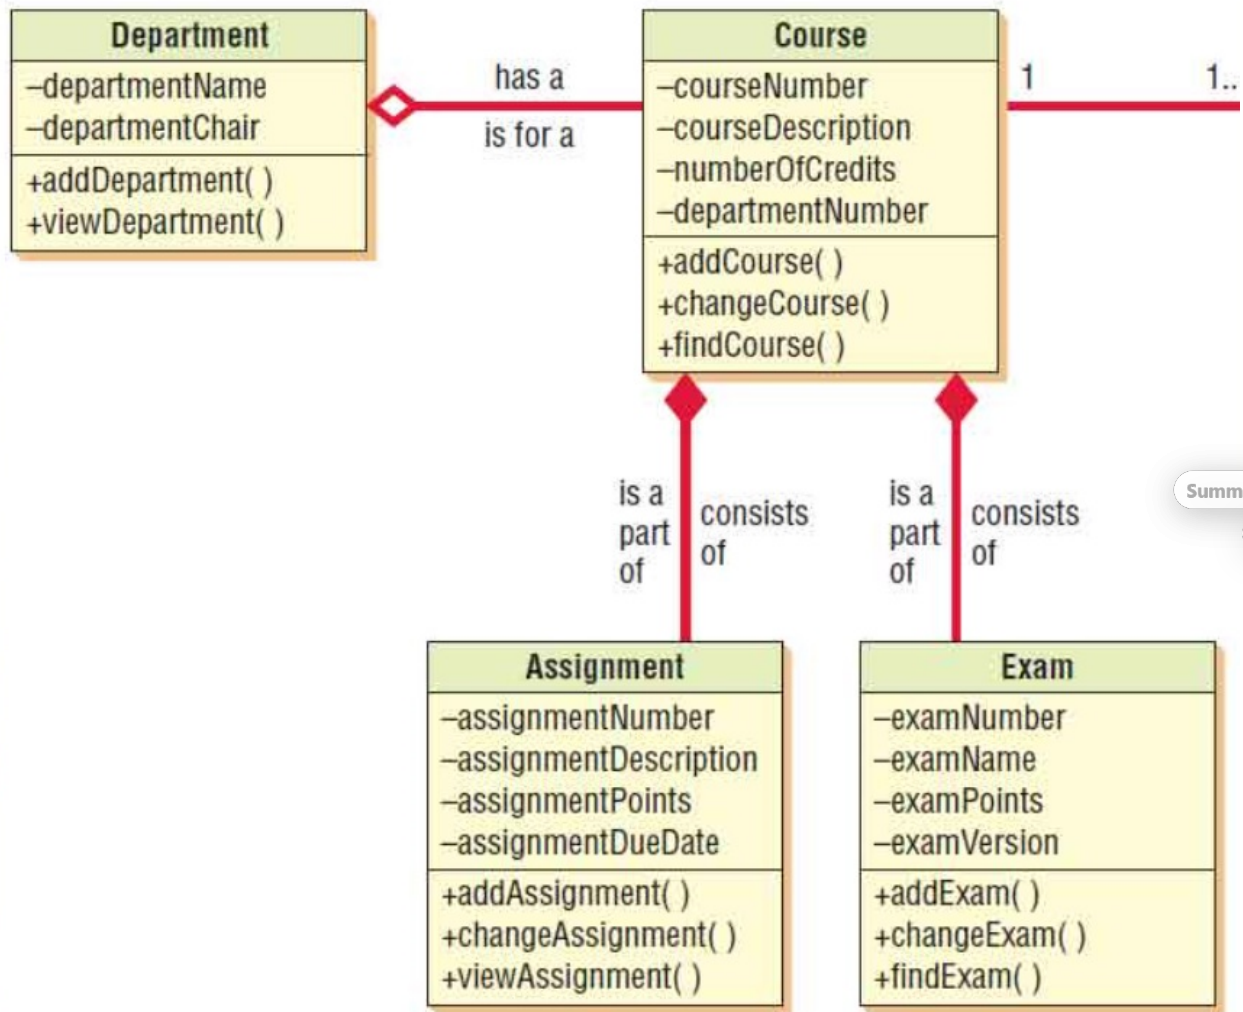 Department
–departmentName
–departmentChair
+addDepartment( )
+viewDepartment( )
has a
is for a
Course
–courseNumber
–courseDescription
–numberOfCredits
–departmentNumber
+addCourse( )
+changeCourse( )
+findCourse( )
1
1..
is a
part
of
consists
of
is a
part
of
consists
of
Summ
Assignment
–assignmentNumber
–assignmentDescription
–assignmentPoints
–assignmentDueDate
+addAssignment( )
+changeAssignment( )
+viewAssignment( )
Exam
–examNumber
–examName
–examPoints
–examVersion
+addExam( )
+changeExam( )
+findExam( )